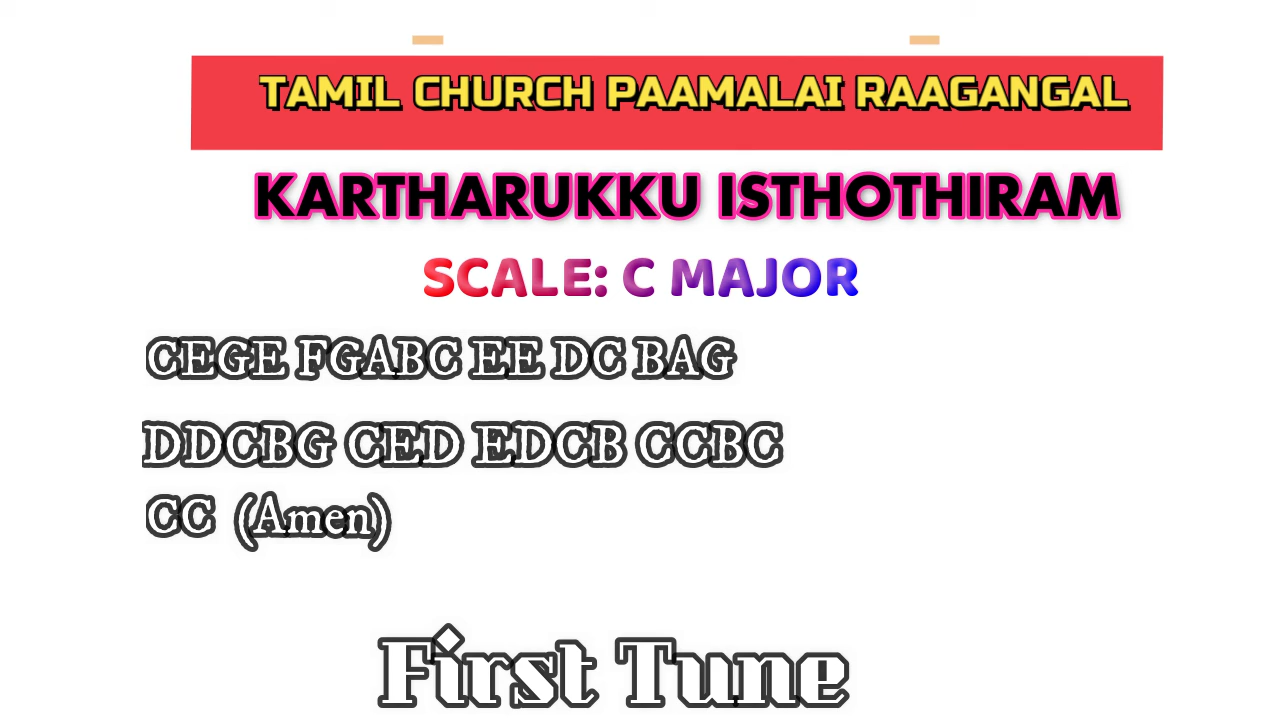 TAMIL CHURCH PAAMALAI RAAGANGAL
KARTHARUKKU ISTHOTHIRAM
SCALE: C MAJOR
CEGE FGABC EE DC BAG
DDCBG CED EDCB CCBC
CC (Amen)
First Tune